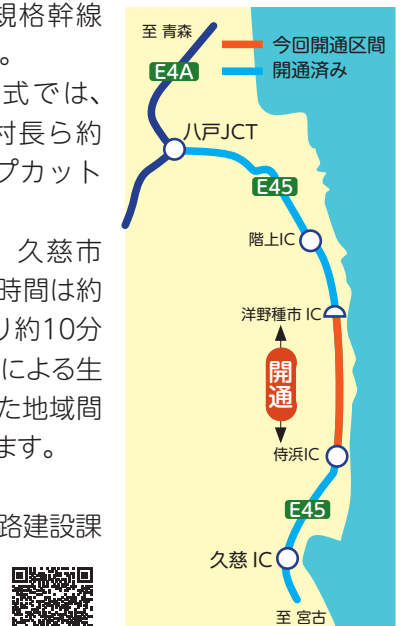 規格幹線
。
式では、
村長ら約
プカット
久慈市
時間は約
り約10分
による生
た地域間
ます。
路建設課
至 青森
今回開通区間
開通済み
E4A
八戸JCT
E45
階上IC
洋野種市 IC
開通
侍浜IC
E45
久慈 IC
至 宮古